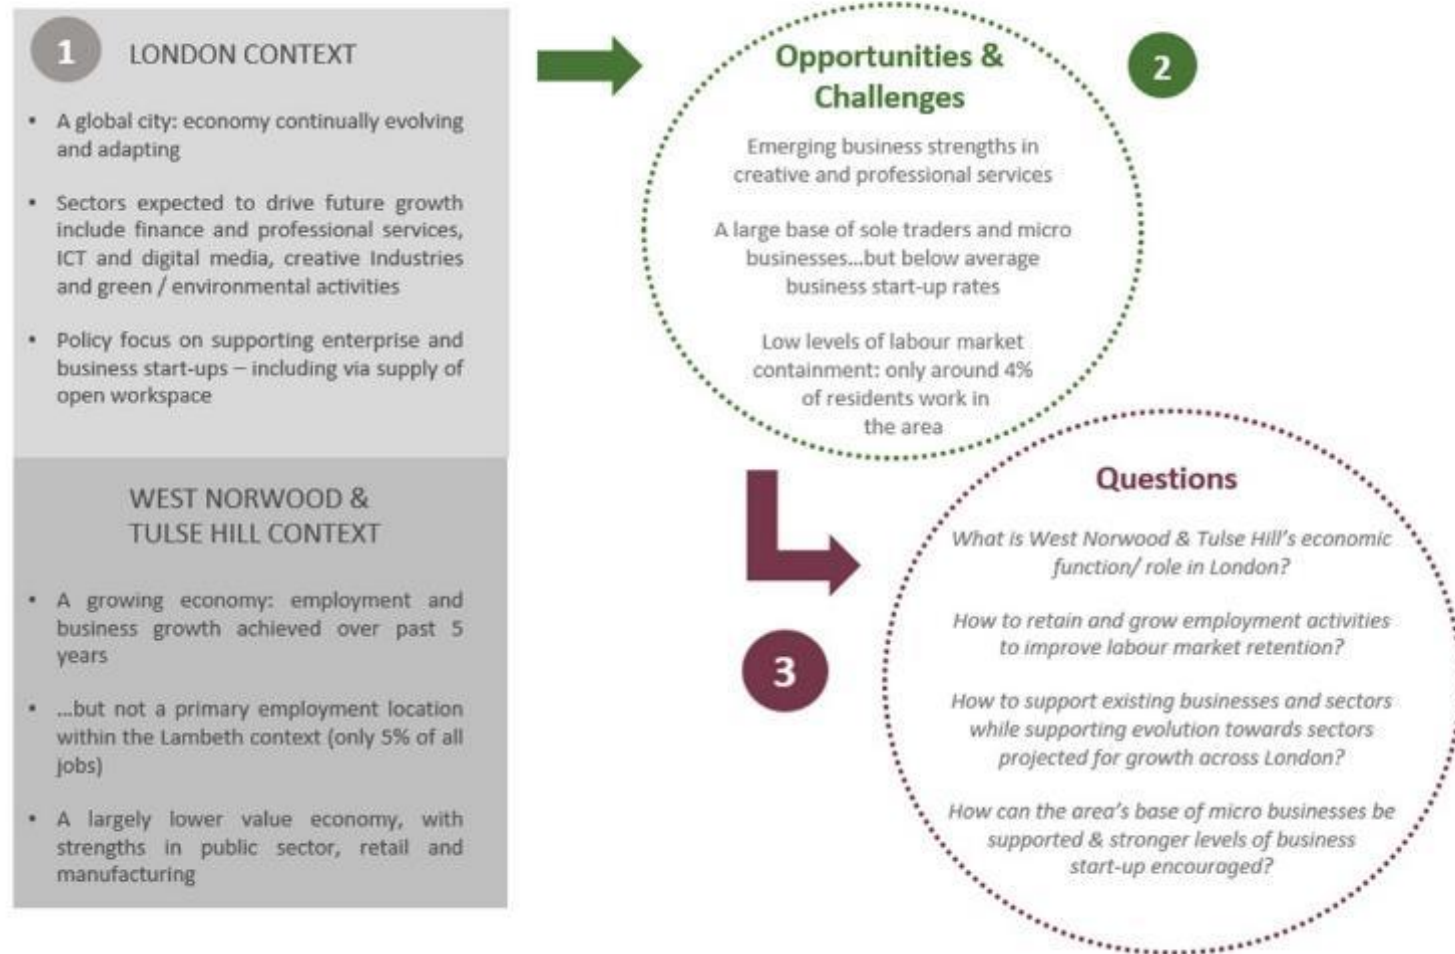 1
LONDON CONTEXT
▪ A global city: economy continually evolving
and adapting
▪ Sectors expected to drive future growth
include finance and professional services,
ICT and digital media, creative Industries
and green / environmental activities
▪ Policy focus on supporting enterprise and
business start-ups – including via supply of
open workspace
WEST NORWOOD &
TULSE HILL CONTEXT
▪ A growing economy: employment and
business growth achieved over past 5
years
▪ ...but not a primary employment location
within the Lambeth context (only 5% of all
jobs)
▪ A largely lower value economy, with
strengths in public sector, retail and
manufacturing
2
Opportunities &
Challenges
Emerging business strengths in
creative and professional services
A large base of sole traders and micro
businesses...but below average
business start-up rates
Low levels of labour market
containment: only around 4%
of residents work in
the area
3
Questions
What is West Norwood & Tulse Hill's economic
function/ role in London?
How to retain and grow employment activities
to improve labour market retention?
How to support existing businesses and sectors
while supporting evolution towards sectors
projected for growth across London?
How can the area's base of micro businesses be
supported & stronger levels of business
start-up encouraged?